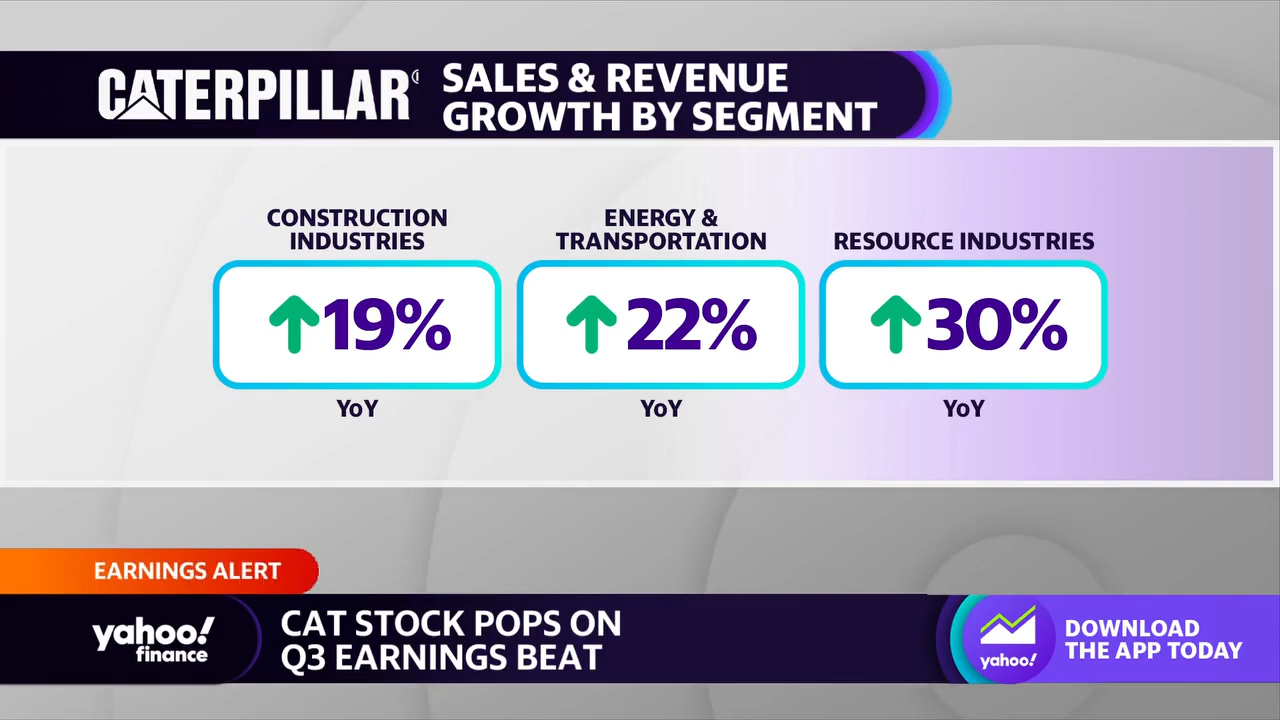 CATERPILLAR
SALES & REVENUE
GROWTH BY SEGMENT
CONSTRUCTION
INDUSTRIES
19%
YoY
ENERGY &
TRANSPORTATION
22%
YoY
RESOURCE INDUSTRIES
30%
YoY
EARNINGS ALERT
yahoo!
finance
CAT STOCK POPS ON
Q3 EARNINGS BEAT
yahoo!
DOWNLOAD
THE APP TODAY